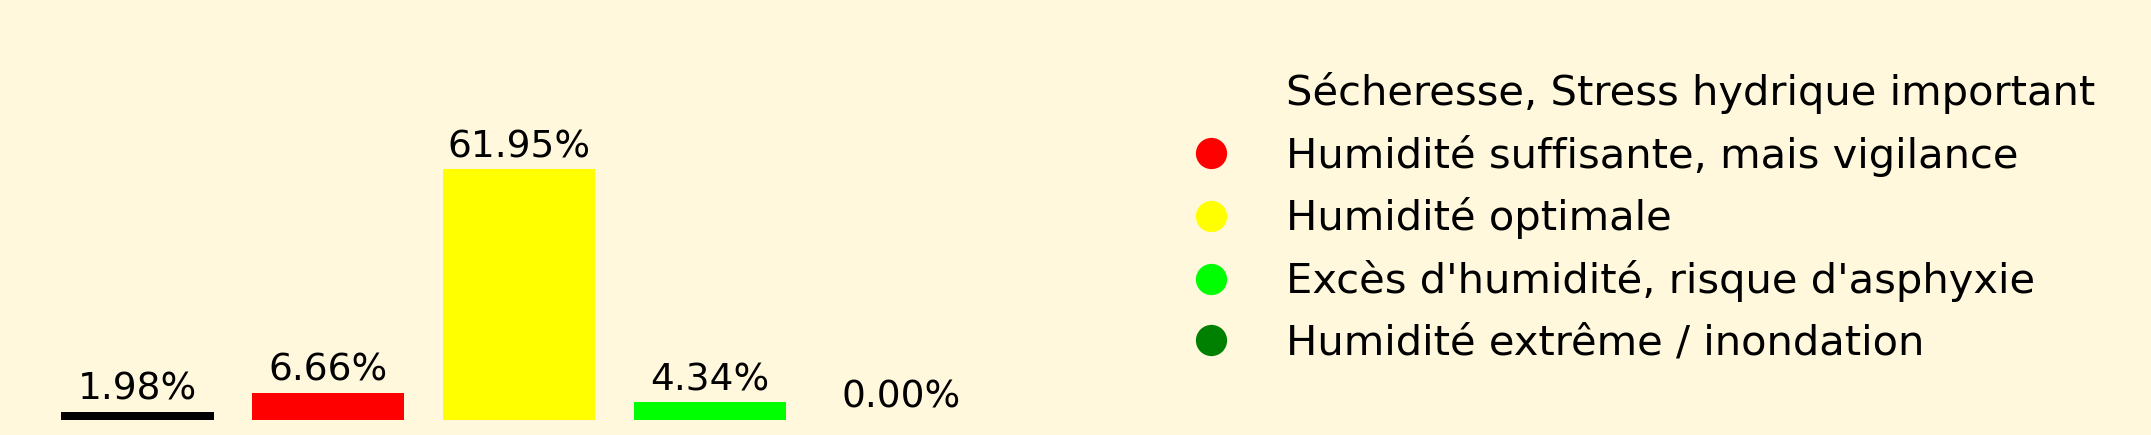 61.95%
6.66%
4.34%
1.98%
0.00%
Sécheresse, Stress hydrique important
Humidité suffisante, mais vigilance
Humidité optimale
Excès d'humidité, risque d'asphyxie
Humidité extrême / inondation